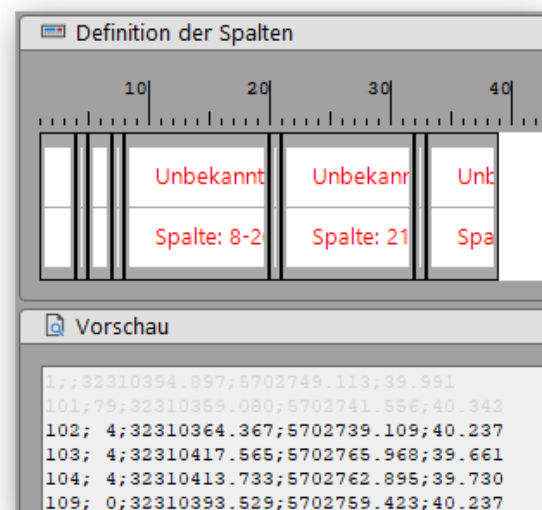 Definition der Spalten
10 20 30 40
Unbekannt Unbekann Unb
Spalte: 8-2 Spalte: 21 Spa
Vorschau
1;;32310394.897;5702749.113;39.991
101;79;32310359.080;5702741.556;40.342
102; 4;32310364.367;5702739.109;40.237
103; 4;32310417.565;5702765.968;39.661
104; 4;32310413.733;5702762.895;39.730
109; 0;32310393.529;5702759.423;40.237